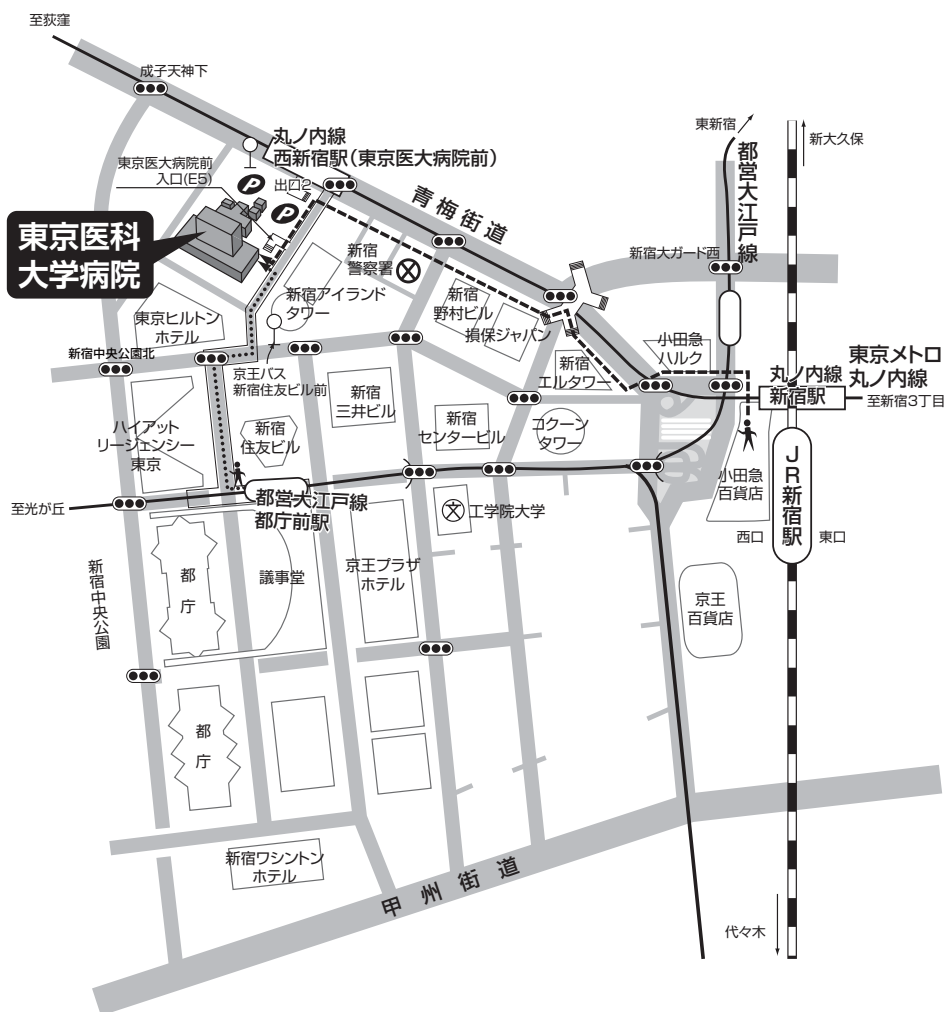 至荻窪
成子天神下
丸ノ内線
西新宿駅(東京医大病院前)
東京医大病院前
入口(E5)
P
出口2
P
東京医科
大学病院
青梅街道
東新宿
都営大江戸線
新大久保
新宿大ガード西
新宿
警察署
新宿アイランド
タワー
新宿
野村ビル
損保ジャパン
東京ヒルトン
ホテル
新宿中央公園北
京王バス
新宿住友ビル前
新宿
エルタワー
小田急
ハルク
丸ノ内線
新宿駅
東京メトロ
丸ノ内線
至新宿3丁目
ハイアット
リージェンシー
東京
新宿
住友ビル
新宿
三井ビル
新宿
センタービル
コクーン
タワー
小田急
百貨店
JR新宿駅
西口
東口
至光が丘
都営大江戸線
都庁前駅
文
工学院大学
新宿中央公園
都庁
議事堂
京王プラザ
ホテル
京王
百貨店
都庁
新宿ワシントン
ホテル
甲州街道
代々木